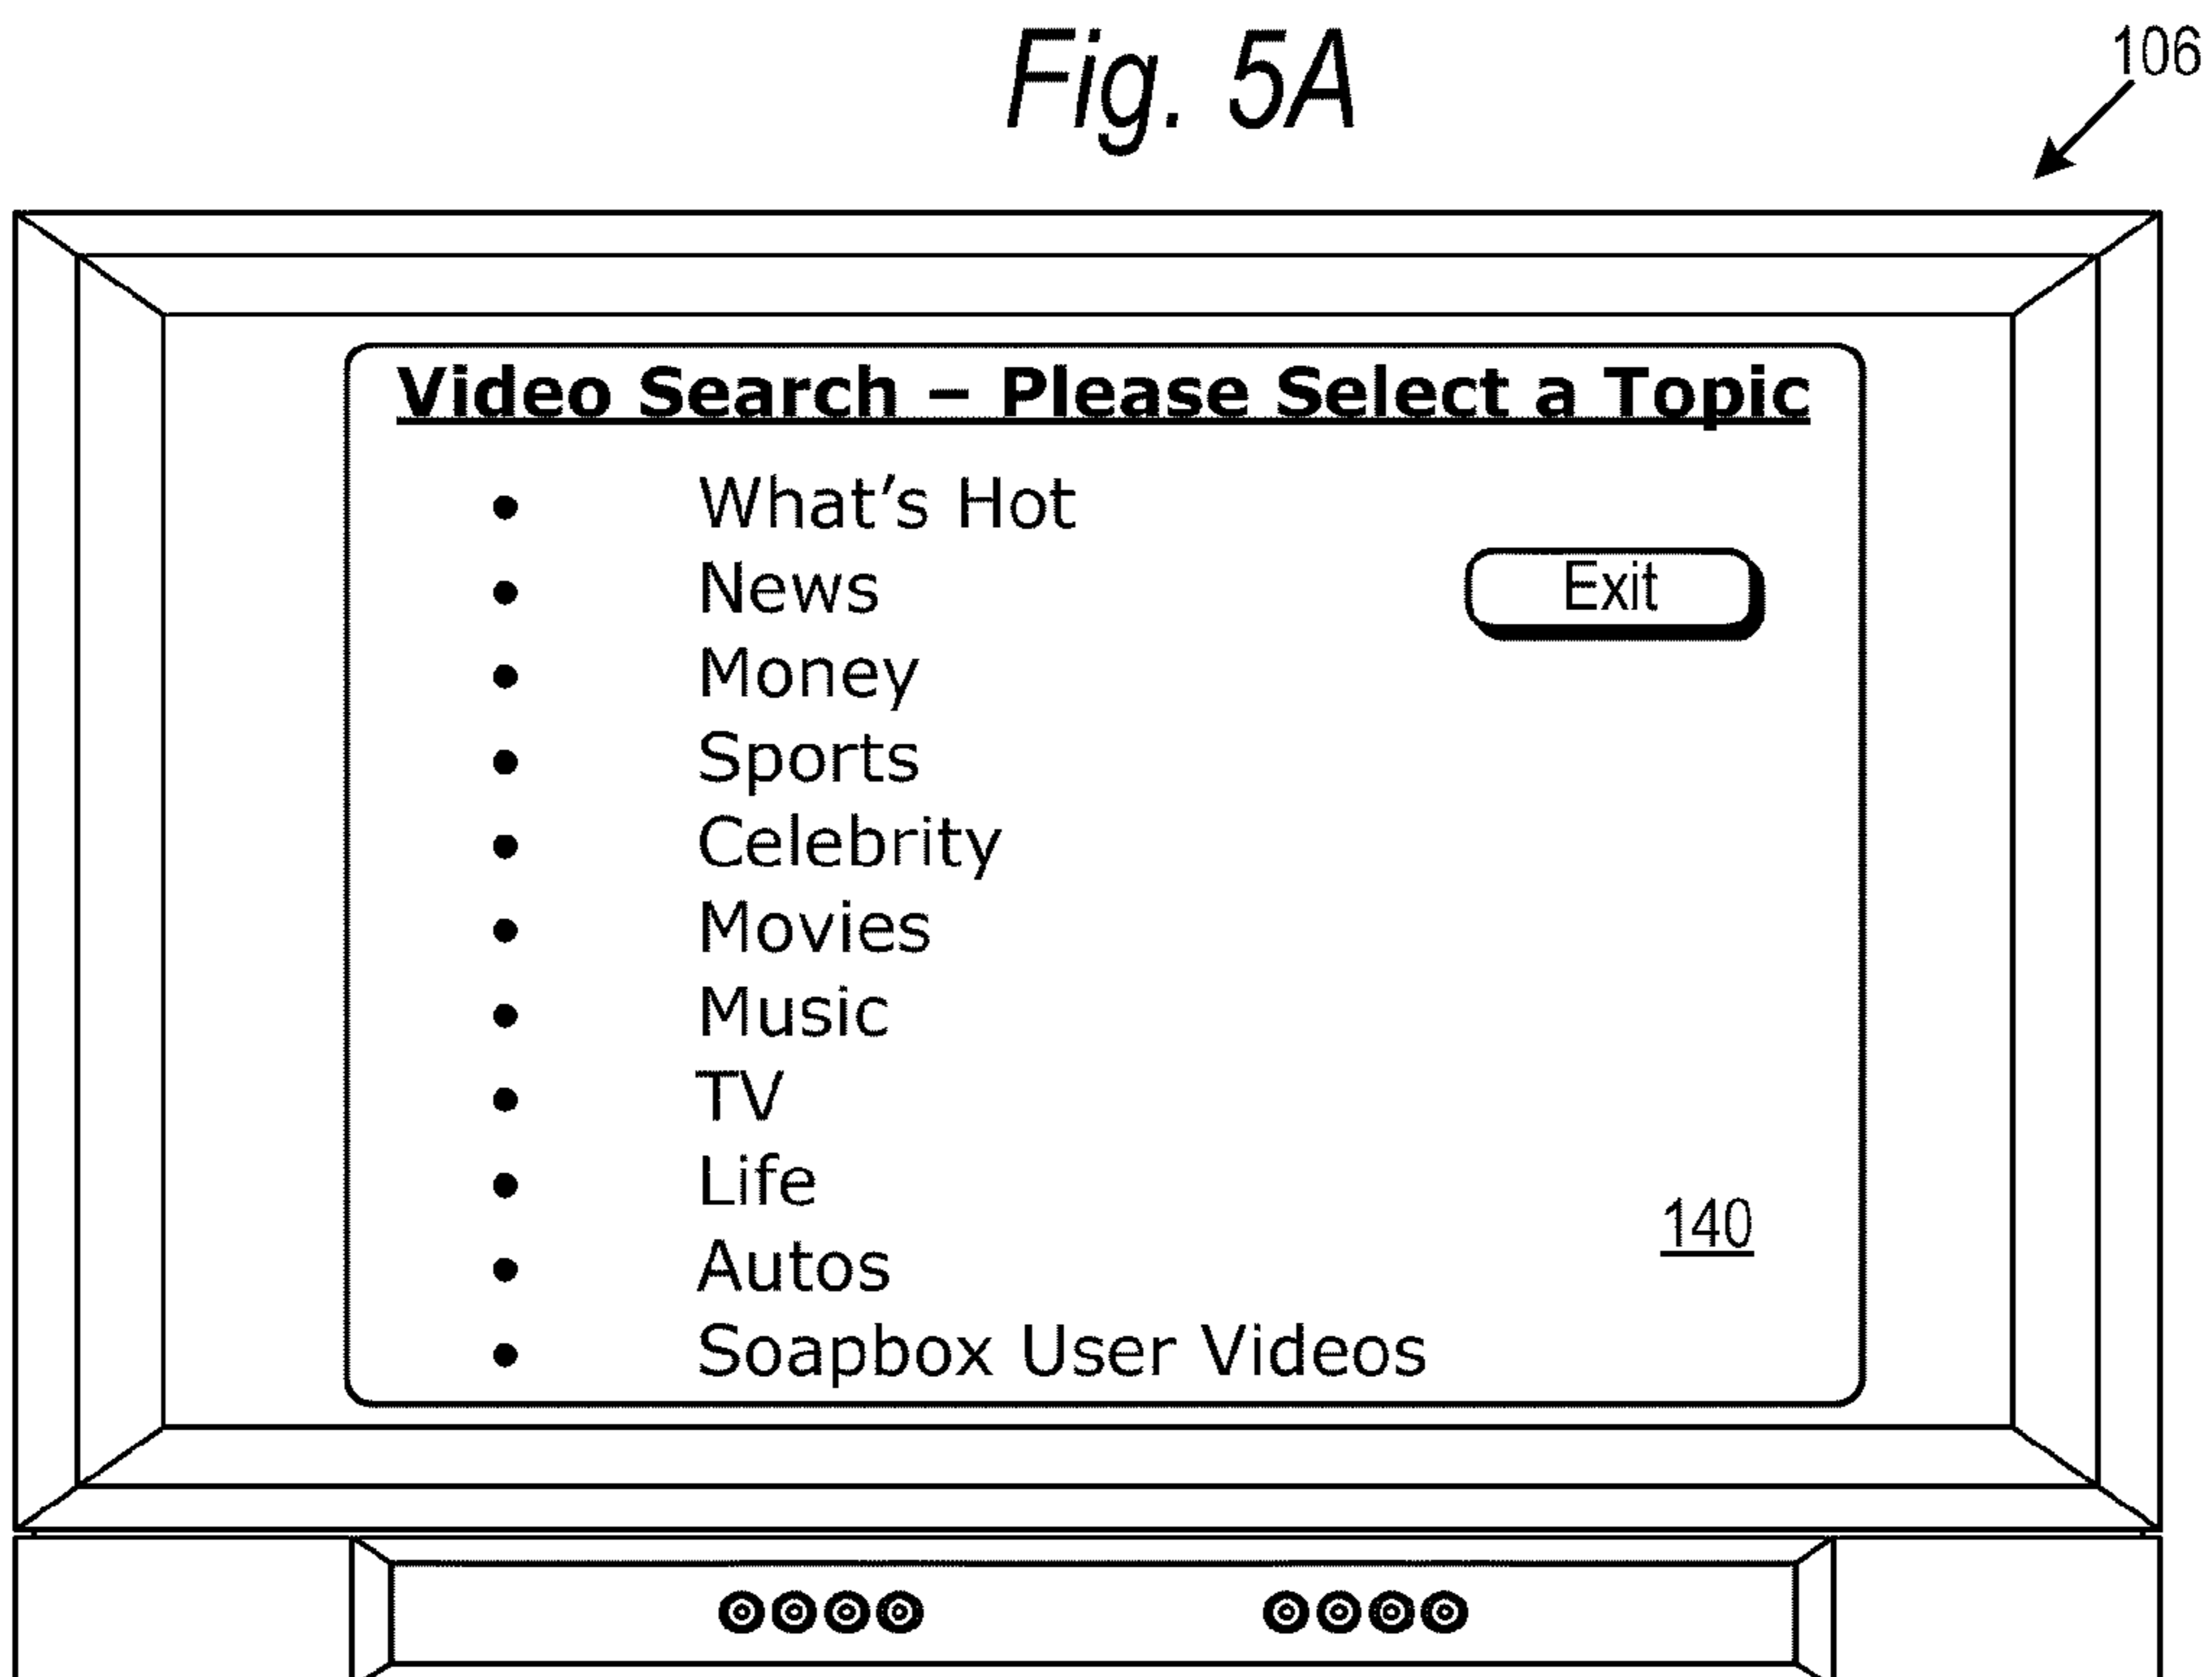 Fig. 5A
106
Video Search – Please Select a Topic
• What's Hot
• News
Exit
• Money
• Sports
• Celebrity
• Movies
• Music
• TV
• Life
140
• Autos
• Soapbox User Videos